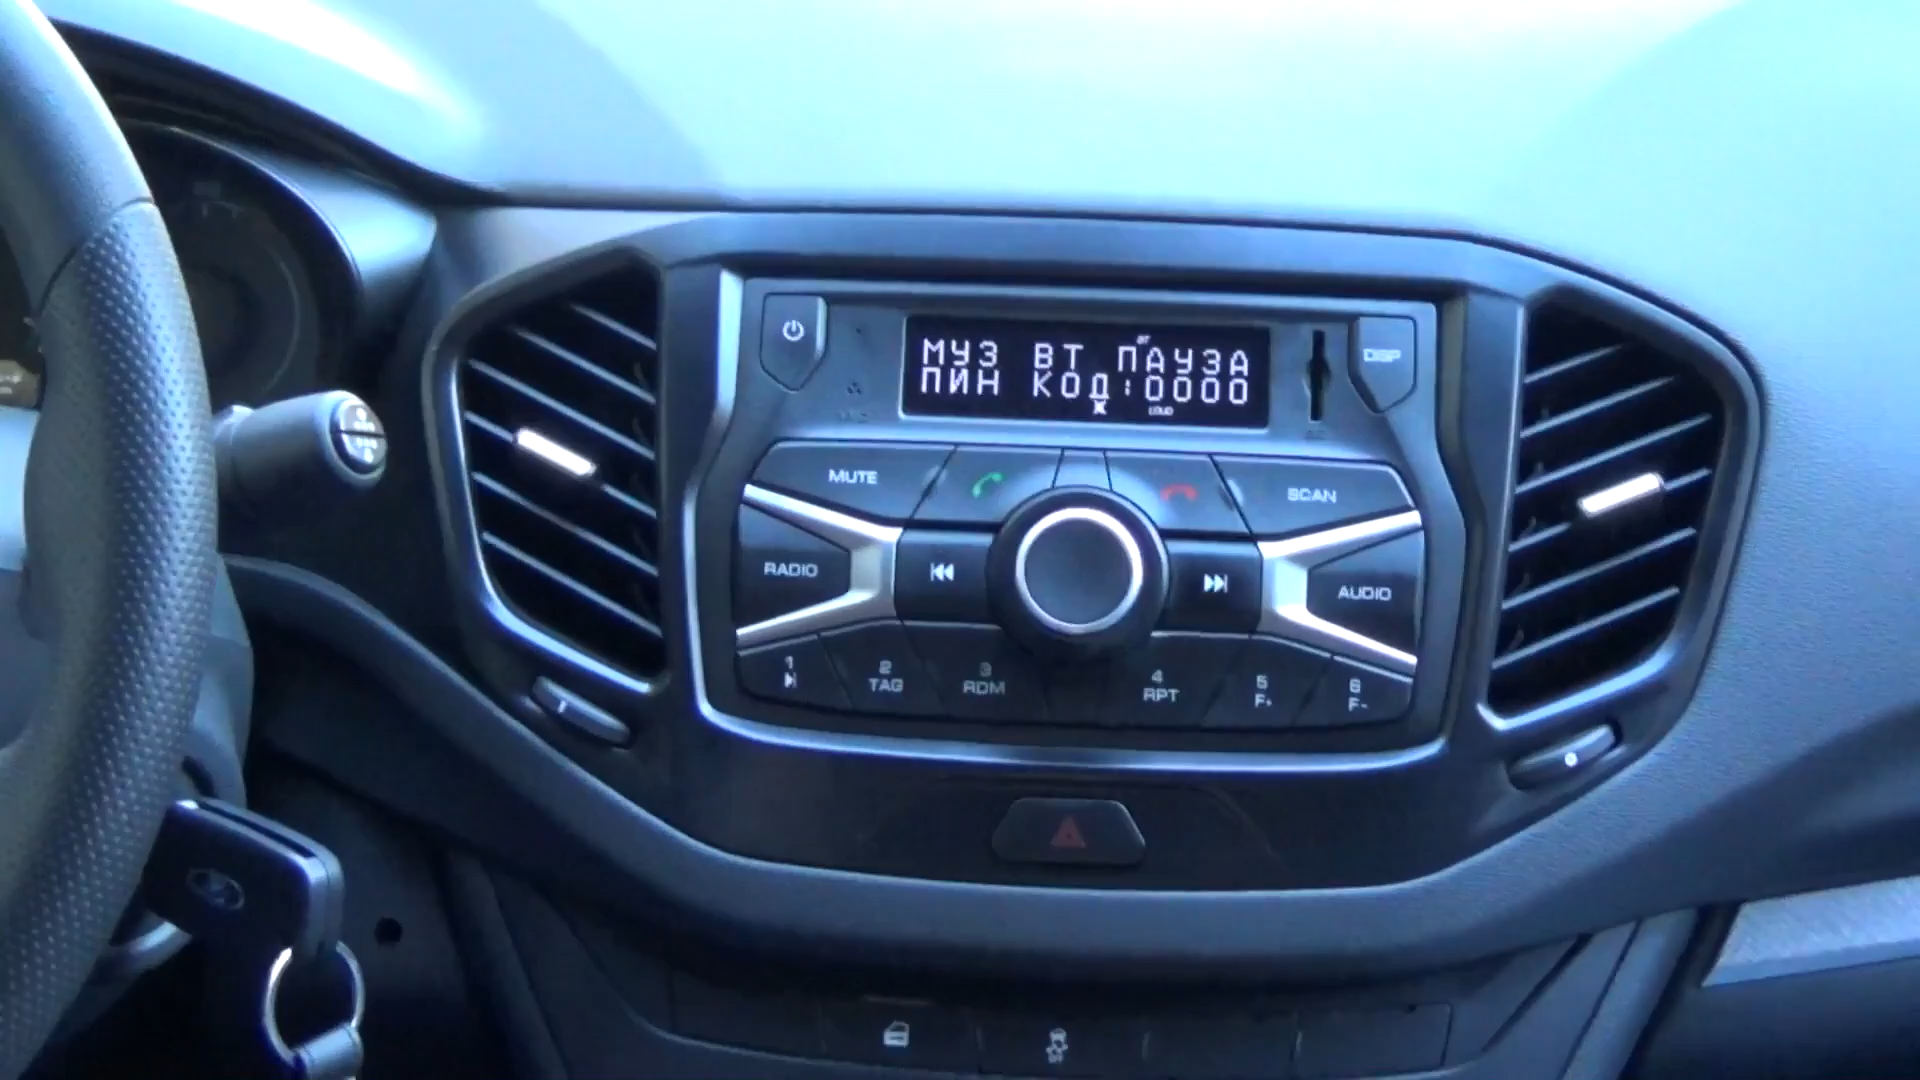 МУЗ ВТ ПАУЗА
ПИН КОД:0000
LOUD
DISP
MUTE
SCAN
RADIO
AUDIO
1
2
TAG
3
RDM
4
RPT
5
F+
6
F-